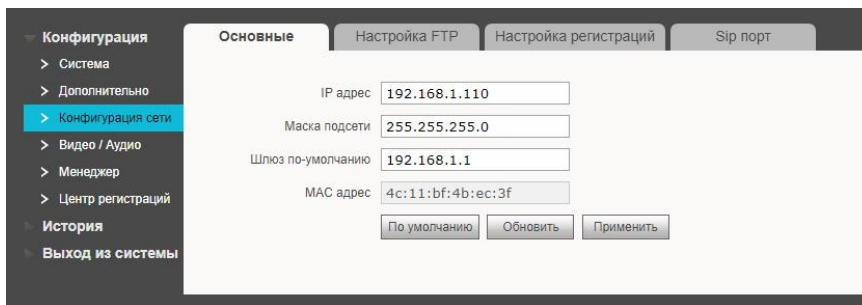 Конфигурация
> Система
> Дополнительно
> Конфигурация сети
> Видео / Аудио
> Менеджер
> Центр регистраций
История
Выход из системы
Основные
Настройка FTP
Настройка регистраций
Sip порт
IP адрес 192.168.1.110
Маска подсети 255.255.255.0
Шлюз по-умолчанию 192.168.1.1
MAC адрес 4c:11:bf:4b:ec:3f
По умолчанию Обновить Применить